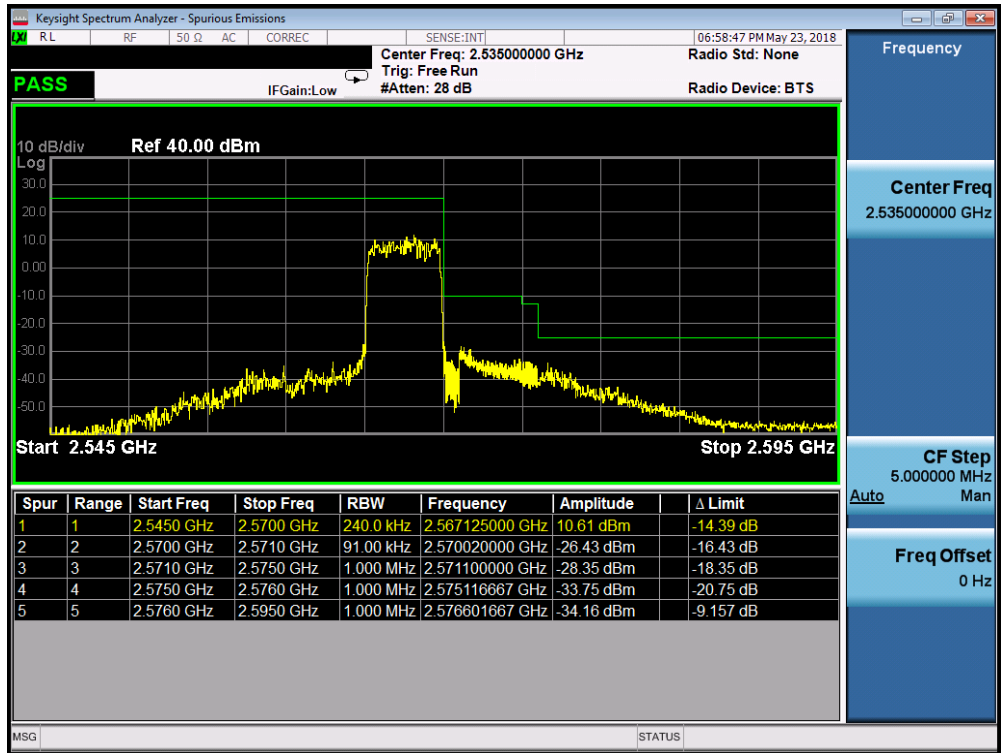 Keysight Spectrum Analyzer - Spurious Emissions
LXI RL RF 50 Ω AC CORREC SENSE:INT 06:58:47 PM May 23, 2018
Center Freq: 2.535000000 GHz Radio Std: None
Trig: Free Run
PASS IFGain:Low #Atten: 28 dB Radio Device: BTS
10 dB/div Ref 40.00 dBm
Log
30.0
20.0
10.0
0.00
-10.0
-20.0
-30.0
-40.0
-50.0
Start 2.545 GHz Stop 2.595 GHz
Spur Range Start Freq Stop Freq RBW Frequency Amplitude Δ Limit
1 1 2.5450 GHz 2.5700 GHz 240.0 kHz 2.567125000 GHz 10.61 dBm -14.39 dB
2 2 2.5700 GHz 2.5710 GHz 91.00 kHz 2.570020000 GHz -26.43 dBm -16.43 dB
3 3 2.5710 GHz 2.5750 GHz 1.000 MHz 2.571100000 GHz -28.35 dBm -18.35 dB
4 4 2.5750 GHz 2.5760 GHz 1.000 MHz 2.575116667 GHz -33.75 dBm -20.75 dB
5 5 2.5760 GHz 2.5950 GHz 1.000 MHz 2.576601667 GHz -34.16 dBm -9.157 dB
MSG STATUS
Frequency
Center Freq
2.535000000 GHz
CF Step
5.000000 MHz
Auto Man
Freq Offset
0 Hz